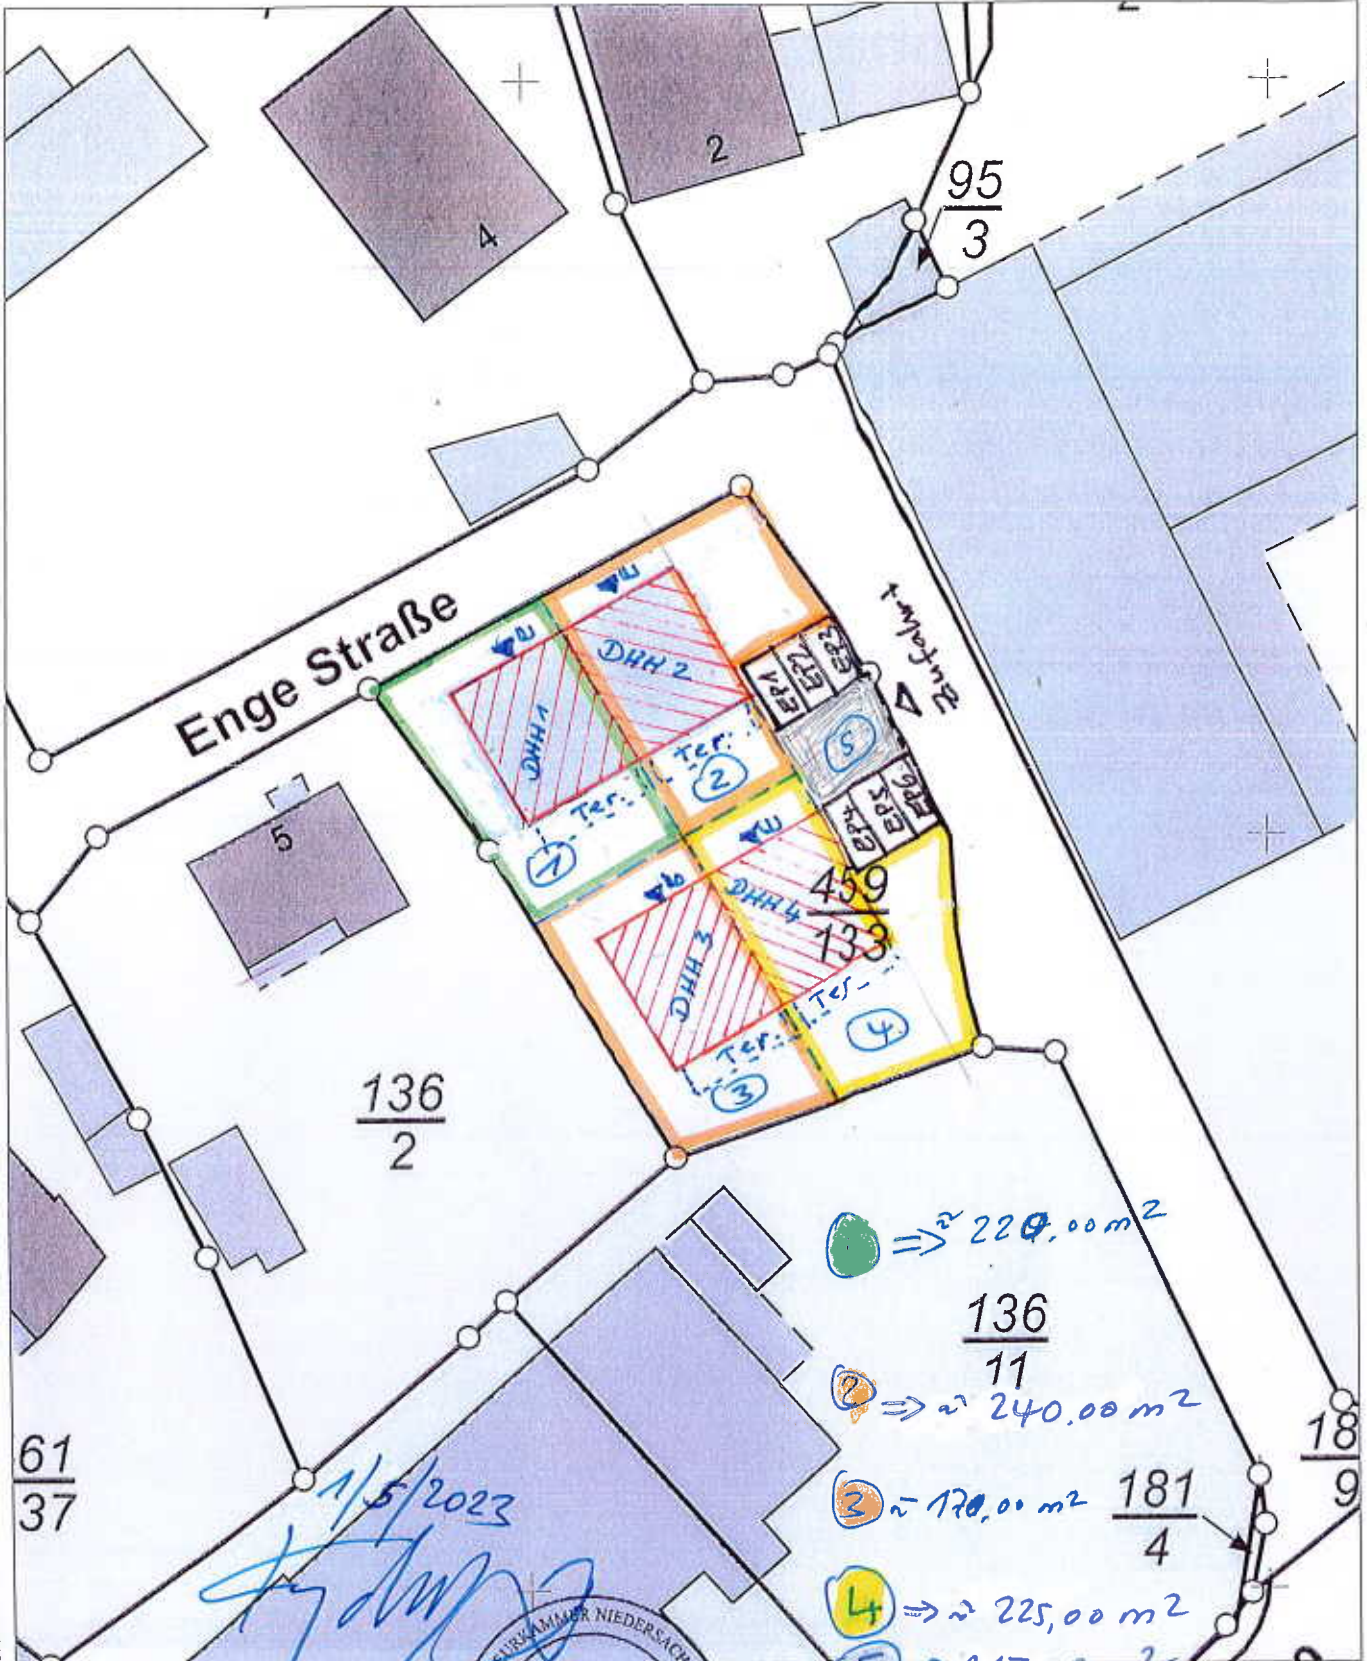 4
2
95
3
Enge Straße
E
E
DHH 2
DHH 1
EP1
EP2
EP3
Zufahrt
5
Ter.
2
Ter.
1
EP4
EP5
EP6
E
E
DHH 4
459
133
DHH 3
Ter.
Ter.
4
3
5
136
2
⇒ ~ 220,00 m²
136
11
2 ⇒ ~ 240,00 m²
3 ~ 170,00 m²
4 ⇒ ~ 225,00 m²
18
9
181
4
61
37
1/5/2023
URKAMMER NIEDERSACH